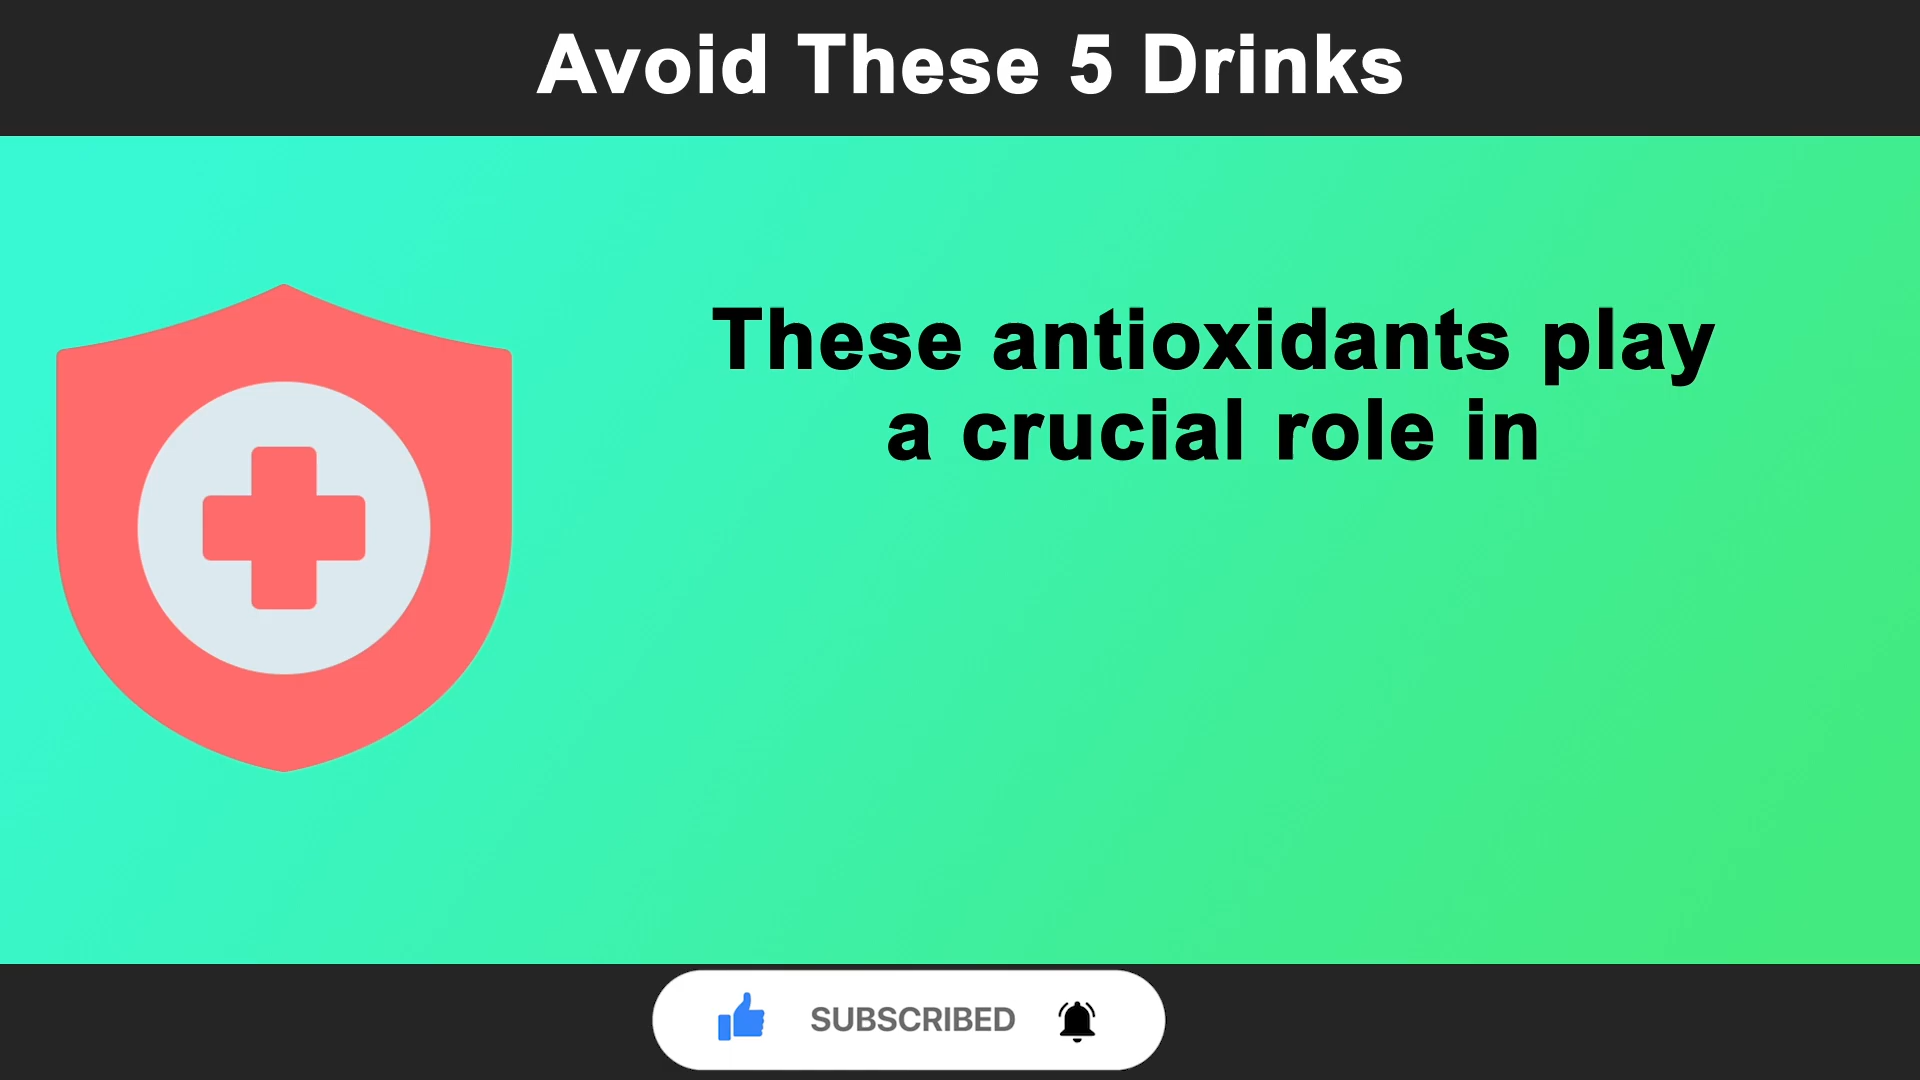 Avoid These 5 Drinks
These antioxidants play
a crucial role in
SUBSCRIBED